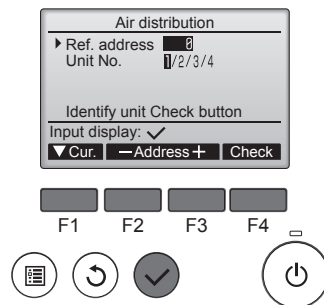 Air distribution
Ref. address 0
Unit No. 1/2/3/4
Identify unit Check button
Input display: ✓
▼ Cur. − Address + Check
F1 F2 F3 F4